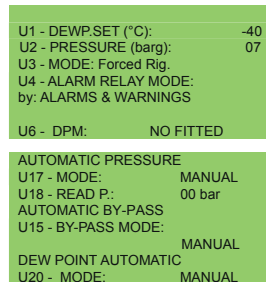 U1 - DEWP.SET (°C): -40
U2 - PRESSURE (barg): 07
U3 - MODE: Forced Rig.
U4 - ALARM RELAY MODE:
by: ALARMS & WARNINGS
U6 - DPM: NO FITTED
AUTOMATIC PRESSURE
U17 - MODE: MANUAL
U18 - READ P.: 00 bar
AUTOMATIC BY-PASS
U15 - BY-PASS MODE:
MANUAL
DEW POINT AUTOMATIC
U20 - MODE: MANUAL